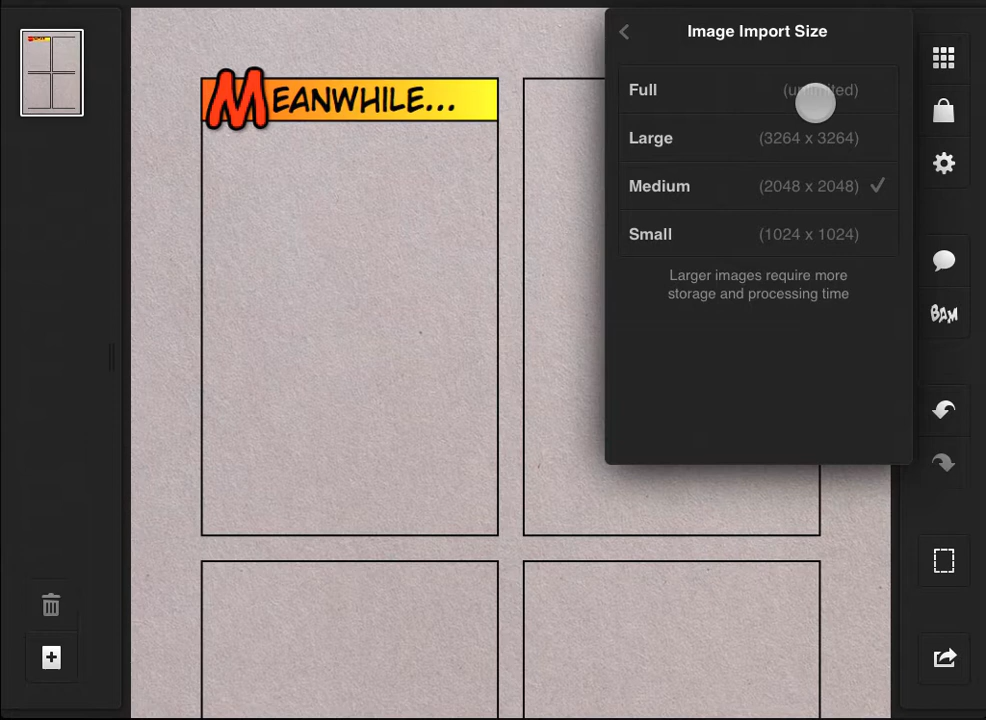 Image Import Size
Full (unlimited)
Large (3264 x 3264)
Medium (2048 x 2048)
Small (1024 x 1024)
Larger images require more
storage and processing time
MEANWHILE...
BAM